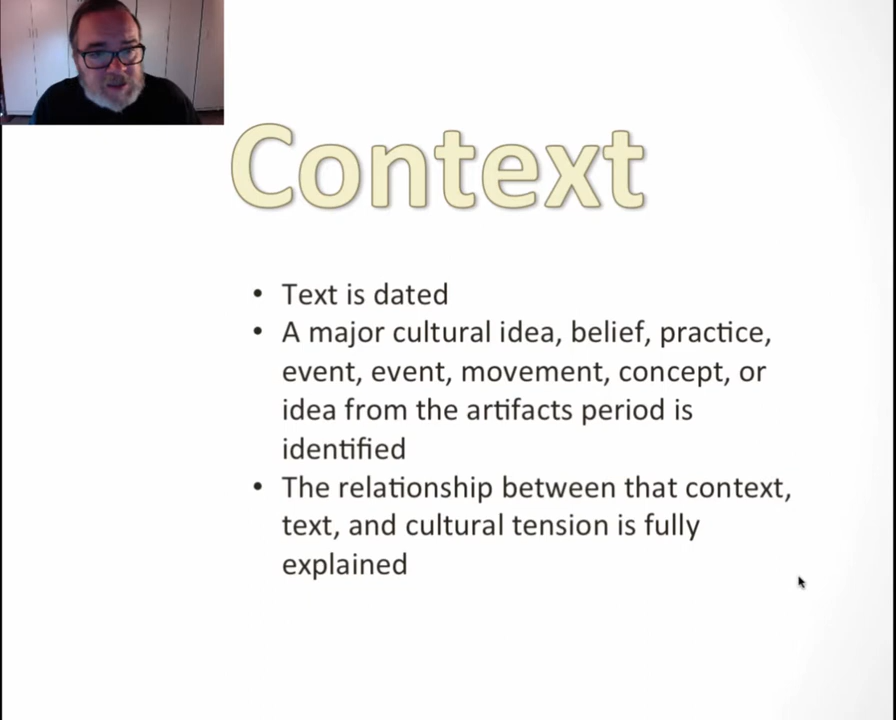 Context
• Text is dated
• A major cultural idea, belief, practice,
event, event, movement, concept, or
idea from the artifacts period is
identified
• The relationship between that context,
text, and cultural tension is fully
explained